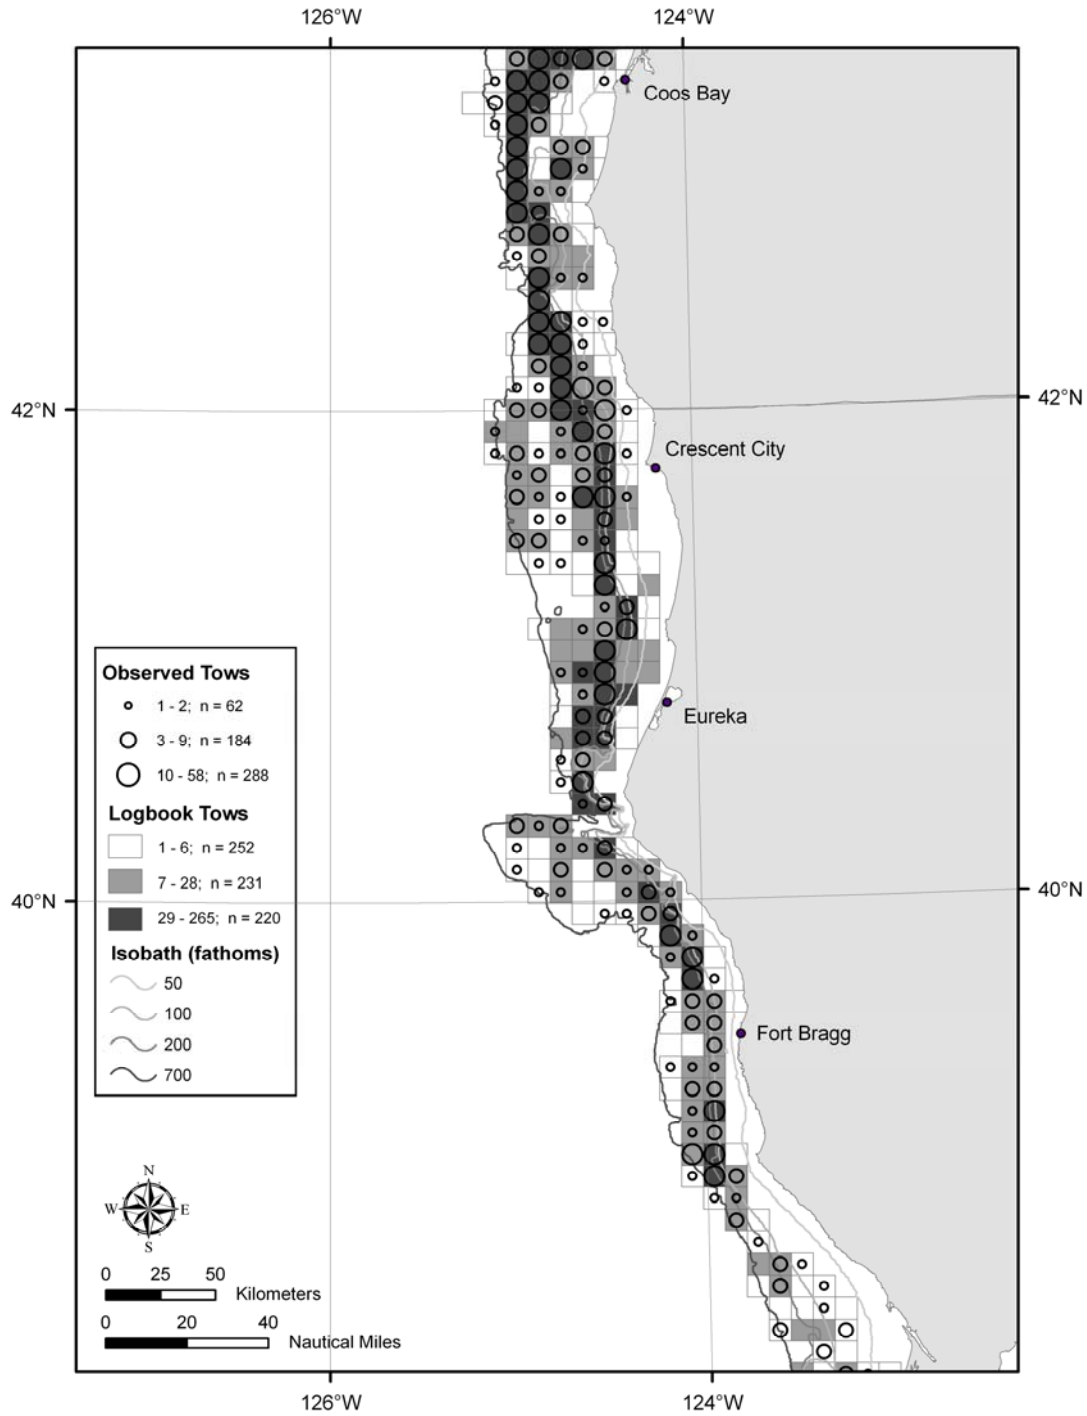 126°W 124°W
Coos Bay
42°N 42°N
Crescent City
Observed Tows
1 - 2; n = 62
3 - 9; n = 184
10 - 58; n = 288
Eureka
Logbook Tows
1 - 6; n = 252
7 - 28; n = 231
29 - 265; n = 220
40°N 40°N
Isobath (fathoms)
50
100
200
700
Fort Bragg
N
W E
S
0 25 50
Kilometers
0 20 40
Nautical Miles
126°W 124°W